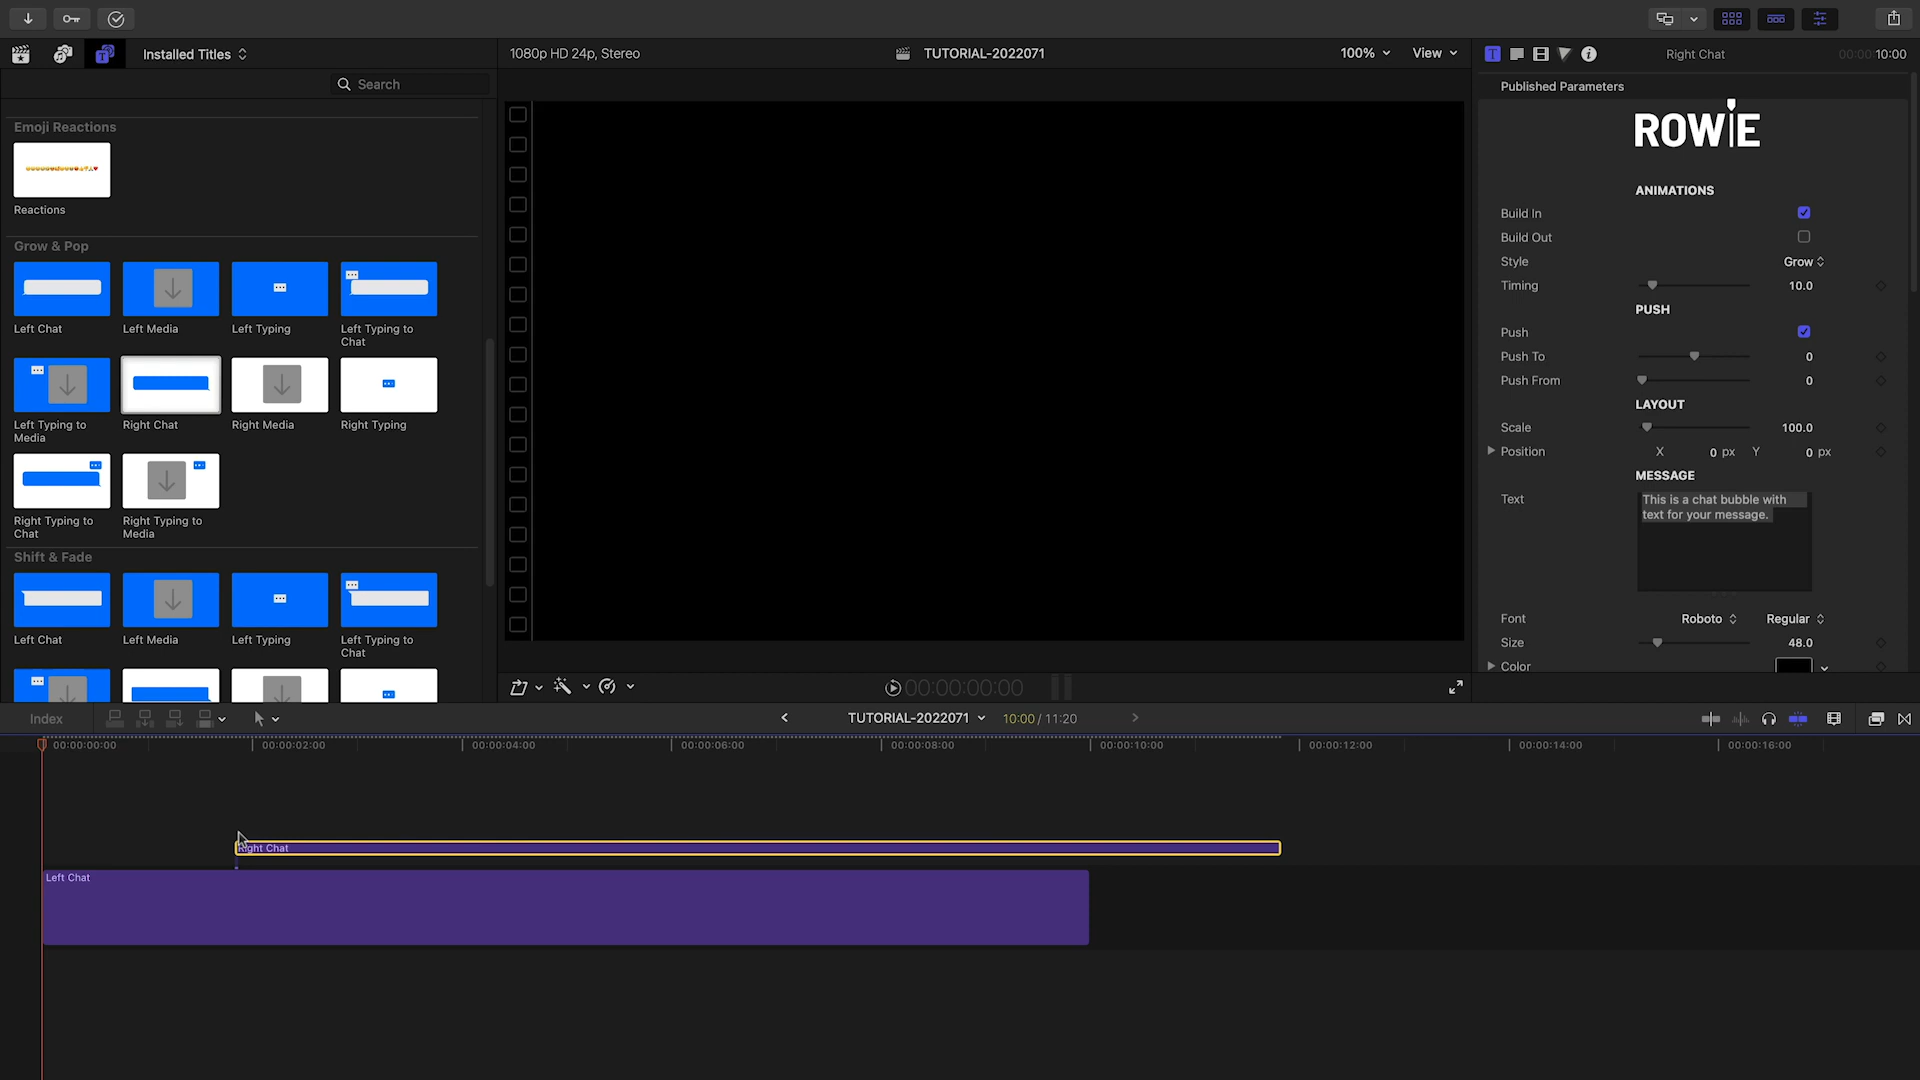 Installed Titles
1080p HD 24p, Stereo
TUTORIAL-2022071
100%
View
Right Chat
00:00:10:00
Search
Published Parameters
ROWIE
Emoji Reactions
Reactions
Grow & Pop
Left Chat
Left Media
Left Typing
Left Typing to
Chat
Left Typing to
Media
Right Chat
Right Media
Right Typing
Right Typing to
Chat
Right Typing to
Media
Shift & Fade
Left Chat
Left Media
Left Typing
Left Typing to
Chat
ANIMATIONS
Build In
Build Out
Style
Grow
Timing
10.0
PUSH
Push
Push To
0
Push From
0
LAYOUT
Scale
100.0
Position
X
0 px
Y
0 px
MESSAGE
Text
This is a chat bubble with
text for your message.
Font
Roboto
Regular
Size
48.0
Color
00:00:00:00
Index
TUTORIAL-2022071
10:00 / 11:20
00:00:00:00
00:00:02:00
00:00:04:00
00:00:06:00
00:00:08:00
00:00:10:00
00:00:12:00
00:00:14:00
00:00:16:00
Right Chat
Left Chat